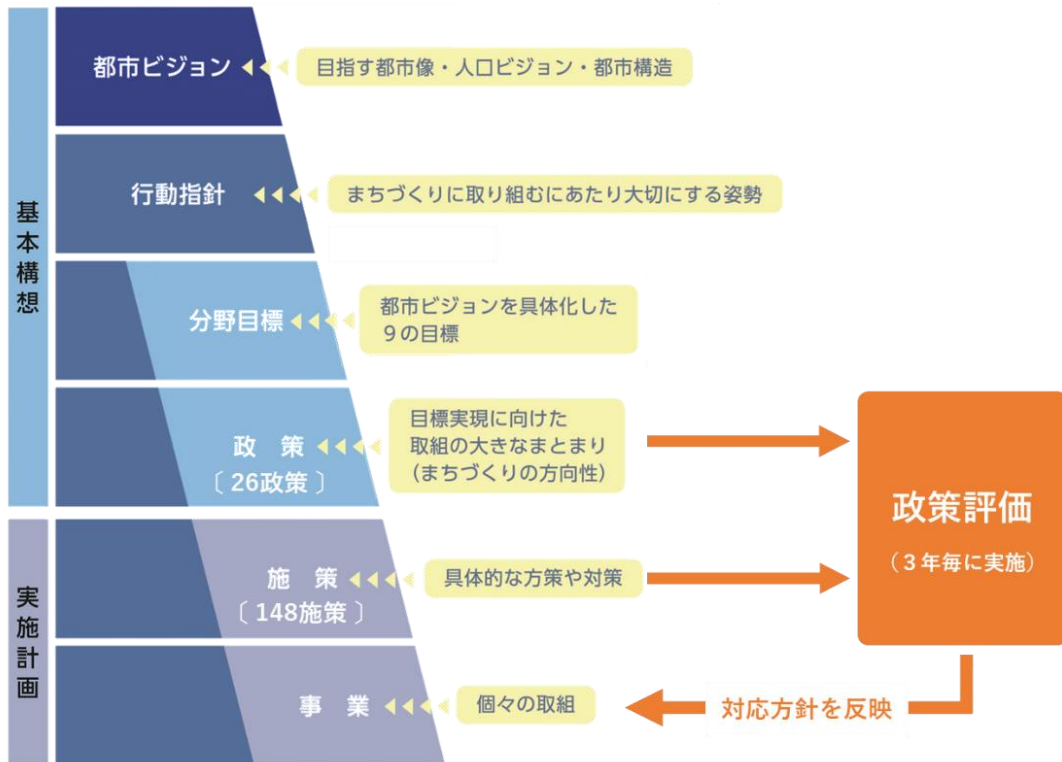 基本構想
都市ビジョン
目指す都市像・人口ビジョン・都市構造
行動指針
まちづくりに取り組むにあたり大切にする姿勢
分野目標
都市ビジョンを具体化した
９の目標
政　策
〔 26政策 〕
目標実現に向けた
取組の大きなまとまり
(まちづくりの方向性)
実施計画
施　策
〔 148施策 〕
具体的な方策や対策
事　業
個々の取組
政策評価
(３年毎に実施)
対応方針を反映